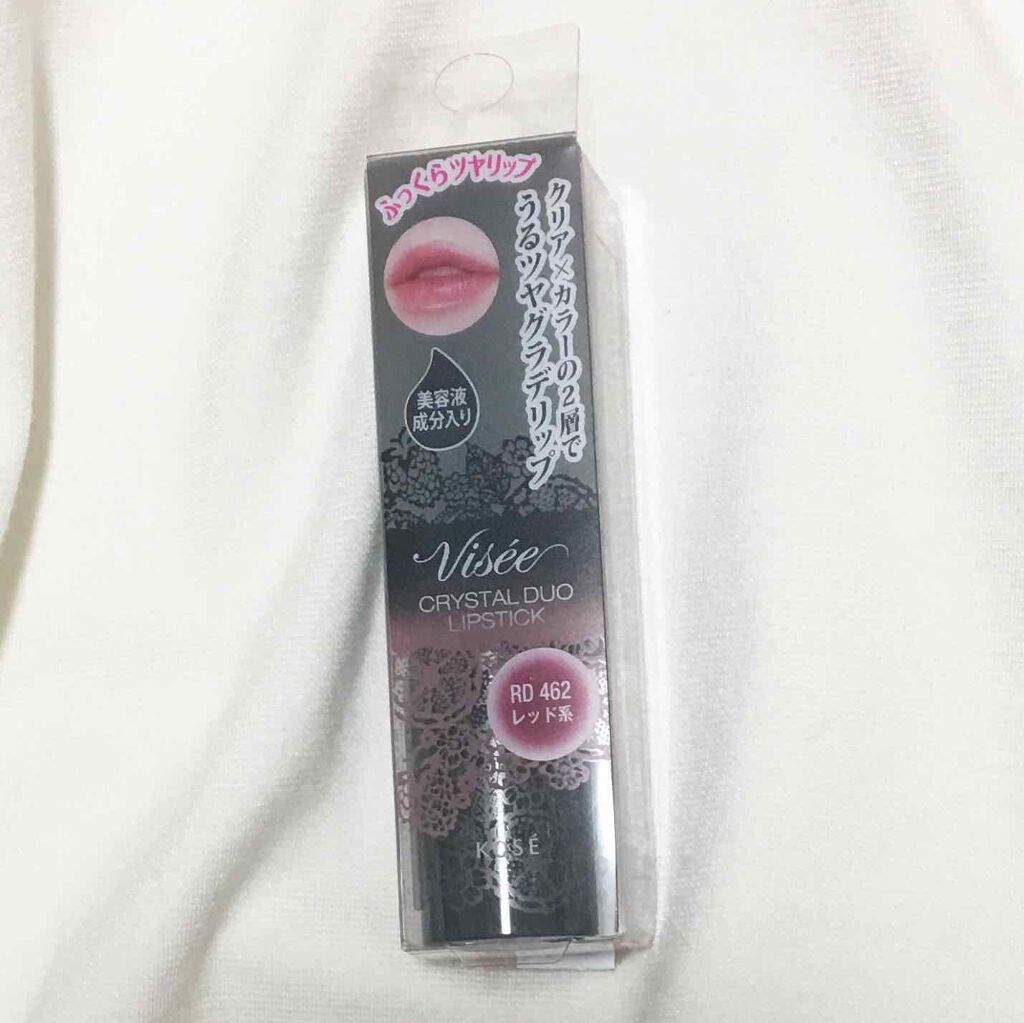 ふっくらツヤリップ
クリア×カラーの2層で
うるツヤグラデリップ
美容液
成分入り
Visée
CRYSTAL DUO
LIPSTICK
RD 462
レッド系
KOSÉ